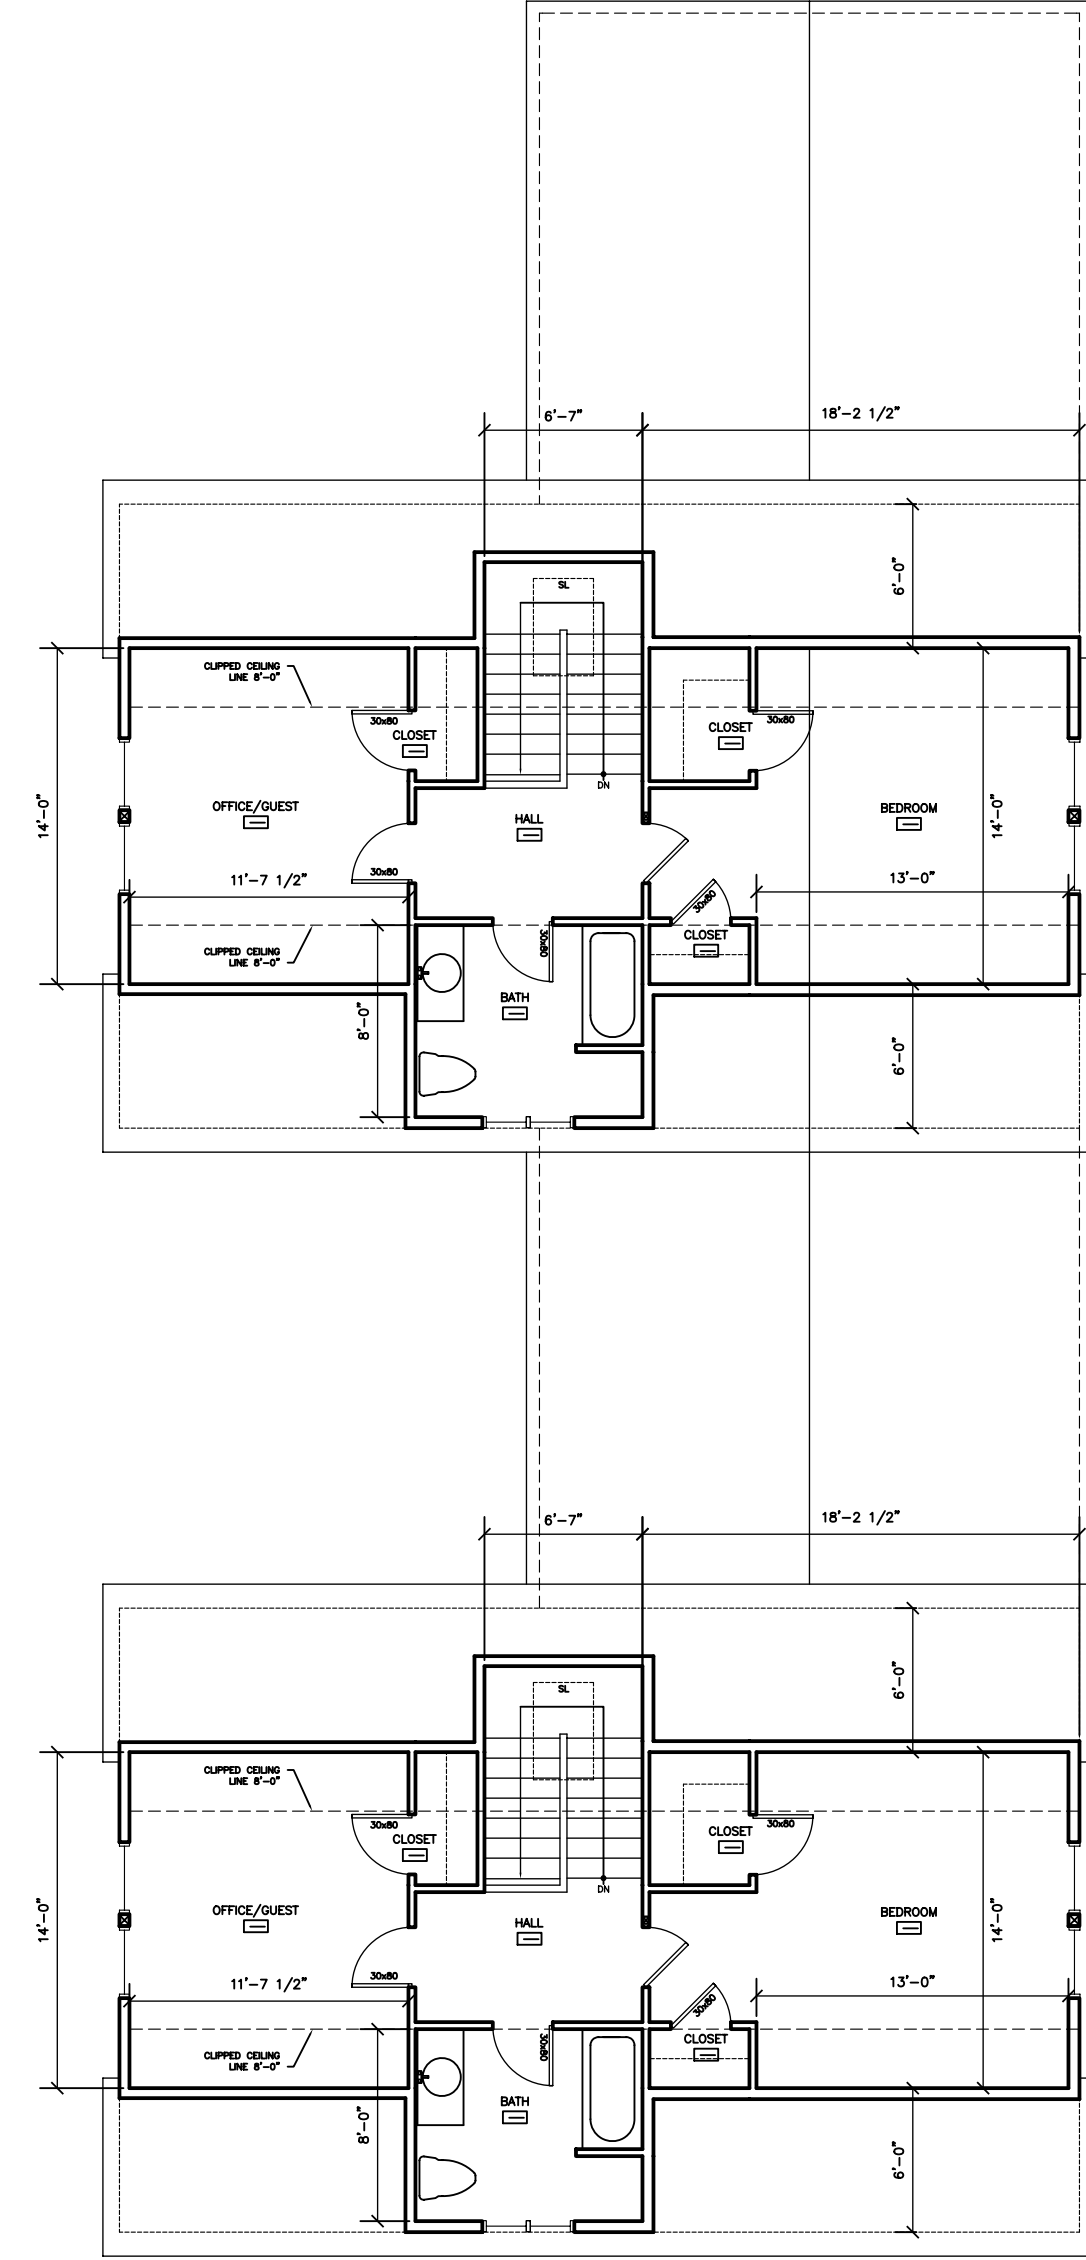 6'-7"
18'-2 1/2"
6'-0"
SL
CLIPPED CEILING
LINE 8'-0"
30x80
CLOSET
30x80
CLOSET
DN
14'-0"
OFFICE/GUEST
HALL
BEDROOM
14'-0"
30x80
11'-7 1/2"
13'-0"
30x80
CLOSET
30x80
CLIPPED CEILING
LINE 8'-0"
BATH
8'-0"
6'-0"
6'-7"
18'-2 1/2"
6'-0"
SL
CLIPPED CEILING
LINE 8'-0"
30x80
CLOSET
30x80
CLOSET
DN
14'-0"
OFFICE/GUEST
HALL
BEDROOM
14'-0"
30x80
11'-7 1/2"
13'-0"
30x80
CLOSET
30x80
CLIPPED CEILING
LINE 8'-0"
BATH
8'-0"
6'-0"